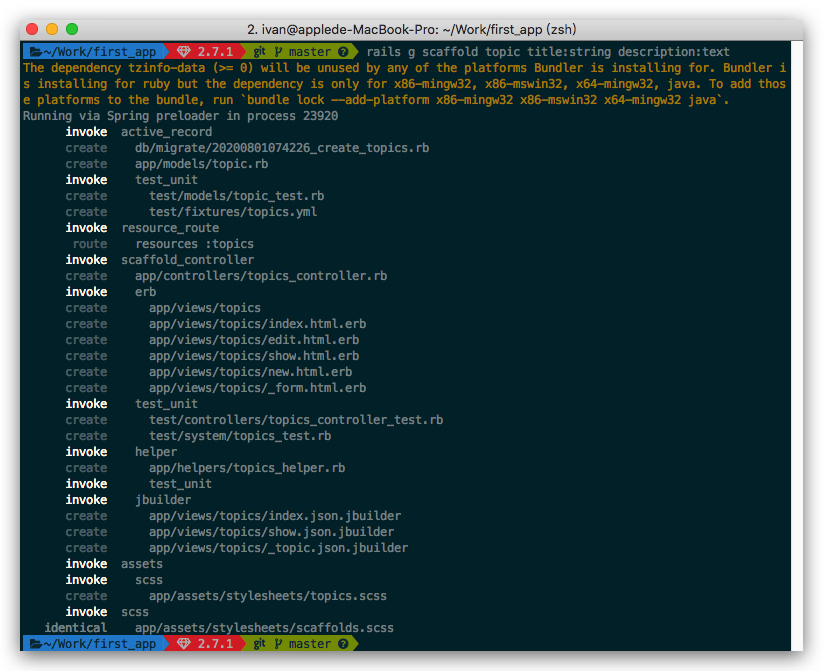 2. ivan@applede-MacBook-Pro: ~/Work/first_app (zsh)
~/Work/first_app 2.7.1 git master ? rails g scaffold topic title:string description:text
The dependency tzinfo-data (>= 0) will be unused by any of the platforms Bundler is installing for. Bundler i
s installing for ruby but the dependency is only for x86-mingw32, x86-mswin32, x64-mingw32, java. To add thos
e platforms to the bundle, run `bundle lock --add-platform x86-mingw32 x86-mswin32 x64-mingw32 java`.
Running via Spring preloader in process 23920
invoke active_record
create db/migrate/20200801074226_create_topics.rb
create app/models/topic.rb
invoke test_unit
create test/models/topic_test.rb
create test/fixtures/topics.yml
invoke resource_route
route resources :topics
invoke scaffold_controller
create app/controllers/topics_controller.rb
invoke erb
create app/views/topics
create app/views/topics/index.html.erb
create app/views/topics/edit.html.erb
create app/views/topics/show.html.erb
create app/views/topics/new.html.erb
create app/views/topics/_form.html.erb
invoke test_unit
create test/controllers/topics_controller_test.rb
create test/system/topics_test.rb
invoke helper
create app/helpers/topics_helper.rb
invoke test_unit
invoke jbuilder
create app/views/topics/index.json.jbuilder
create app/views/topics/show.json.jbuilder
create app/views/topics/_topic.json.jbuilder
invoke assets
invoke scss
create app/assets/stylesheets/topics.scss
invoke scss
identical app/assets/stylesheets/scaffolds.scss
~/Work/first_app 2.7.1 git master ?